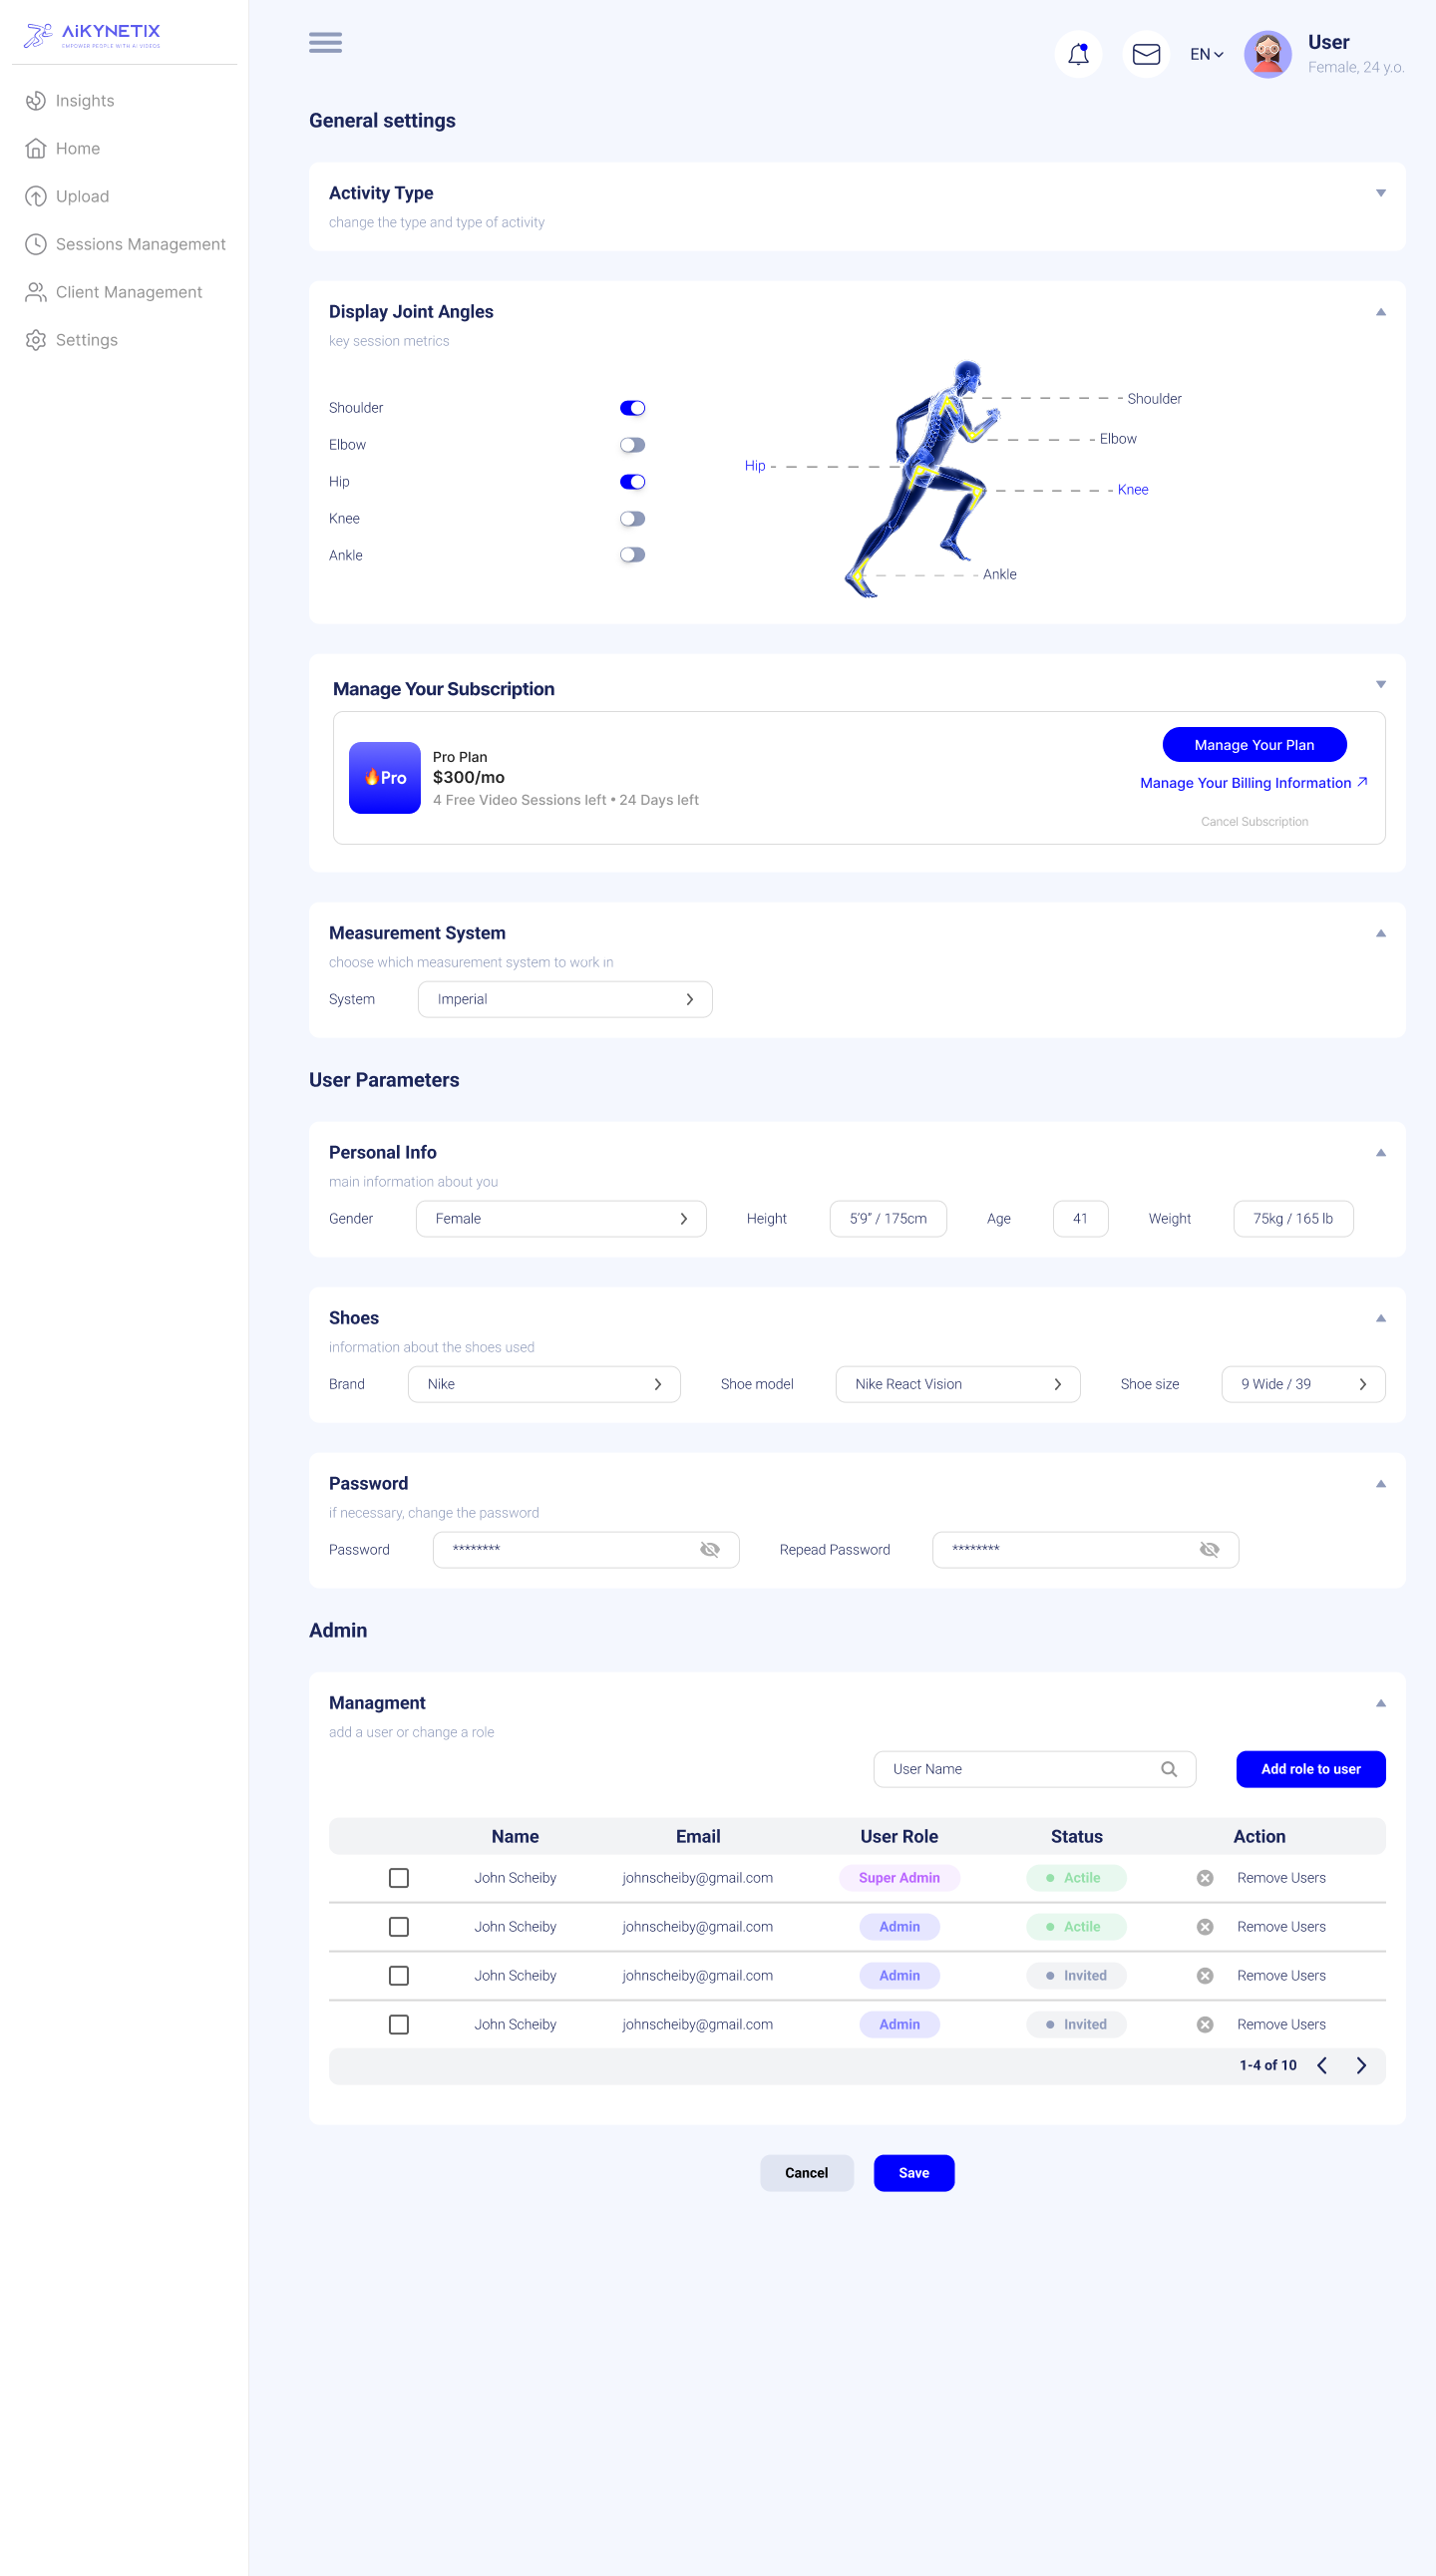 AiKYNETIX
EMPOWER PEOPLE WITH AI VIDEOS
Insights
Home
Upload
Sessions Management
Client Management
Settings
EN
User
Female, 24 y.o.
General settings
Activity Type
change the type and type of activity
Display Joint Angles
key session metrics
Shoulder
Elbow
Hip
Knee
Ankle
Shoulder
Elbow
Hip
Knee
Ankle
Manage Your Subscription
Pro
Pro Plan
$300/mo
4 Free Video Sessions left • 24 Days left
Manage Your Plan
Manage Your Billing Information
Cancel Subscription
Measurement System
choose which measurement system to work in
System Imperial
User Parameters
Personal Info
main information about you
Gender Female Height 5’9” / 175cm Age 41 Weight 75kg / 165 lb
Shoes
information about the shoes used
Brand Nike Shoe model Nike React Vision Shoe size 9 Wide / 39
Password
if necessary, change the password
Password ******** Repead Password ********
Admin
Managment
add a user or change a role
User Name Add role to user
Name Email User Role Status Action
John Scheiby johnscheiby@gmail.com Super Admin Actile Remove Users
John Scheiby johnscheiby@gmail.com Admin Actile Remove Users
John Scheiby johnscheiby@gmail.com Admin Invited Remove Users
John Scheiby johnscheiby@gmail.com Admin Invited Remove Users
1-4 of 10
Cancel Save